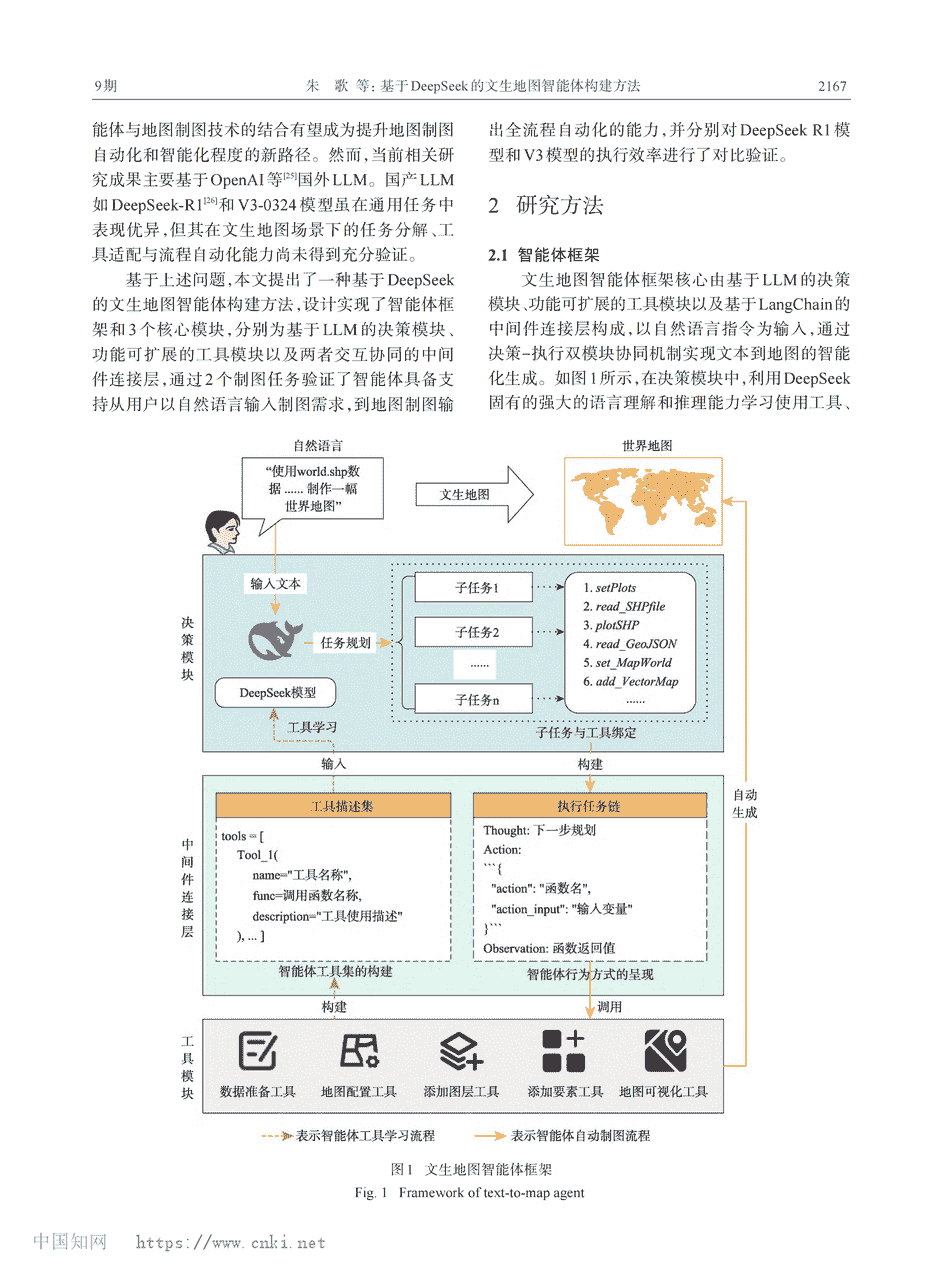 9期
朱 歌 等：基于DeepSeek的文生地图智能体构建方法
2167
能体与地图制图技术的结合有望成为提升地图制图
自动化和智能化程度的新路径。然而，当前相关研
究成果主要基于OpenAI等[25]国外LLM。国产LLM
如DeepSeek-R1[26]和V3-0324模型虽在通用任务中
表现优异，但其在文生地图场景下的任务分解、工
具适配与流程自动化能力尚未得到充分验证。
基于上述问题，本文提出了一种基于DeepSeek
的文生地图智能体构建方法，设计实现了智能体框
架和3个核心模块，分别为基于LLM的决策模块、
功能可扩展的工具模块以及两者交互协同的中间
件连接层，通过2个制图任务验证了智能体具备支
持从用户以自然语言输入制图需求，到地图制图输
出全流程自动化的能力，并分别对DeepSeek R1模
型和V3模型的执行效率进行了对比验证。
2 研究方法
2.1 智能体框架
文生地图智能体框架核心由基于LLM的决策
模块、功能可扩展的工具模块以及基于LangChain的
中间件连接层构成，以自然语言指令为输入，通过
决策-执行双模块协同机制实现文本到地图的智能
化生成。如图1所示，在决策模块中，利用DeepSeek
固有的强大的语言理解和推理能力学习使用工具、
自然语言
“使用world.shp数
据 …… 制作一幅
世界地图”
文生地图
世界地图
决策模块
输入文本
任务规划
DeepSeek模型
工具学习
子任务1
子任务2
……
子任务n
1. setPlots
2. read_SHPfile
3. plotSHP
4. read_GeoJSON
5. set_MapWorld
6. add_VectorMap
……
子任务与工具绑定
输入
构建
自动
生成
中间件连接层
工具描述集
tools = [
Tool_1(
name="工具名称",
func=调用函数名称,
description="工具使用描述"
), ... ]
智能体工具集的构建
执行任务链
Thought: 下一步规划
Action:
```{
"action": "函数名",
"action_input": "输入变量"
}```
Observation: 函数返回值
智能体行为方式的呈现
构建
调用
工具模块
数据准备工具
地图配置工具
添加图层工具
添加要素工具
地图可视化工具
表示智能体工具学习流程
表示智能体自动制图流程
图1 文生地图智能体框架
Fig. 1 Framework of text-to-map agent
中国知网 https://www.cnki.net